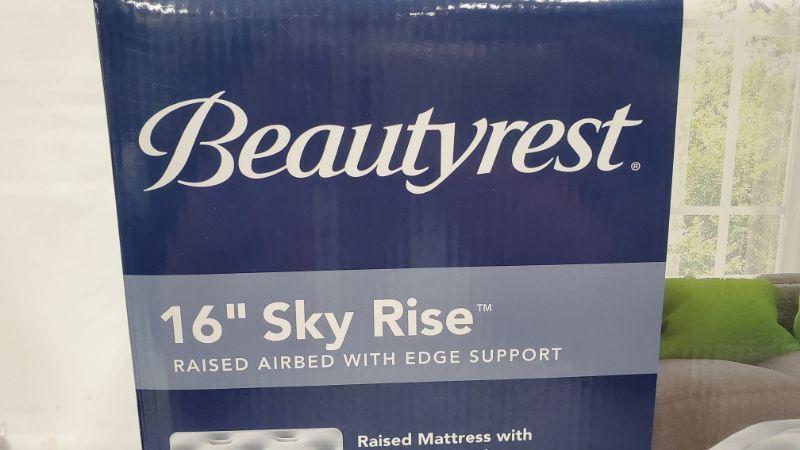 Beautyrest®
16" Sky Rise™
RAISED AIRBED WITH EDGE SUPPORT
Raised Mattress with